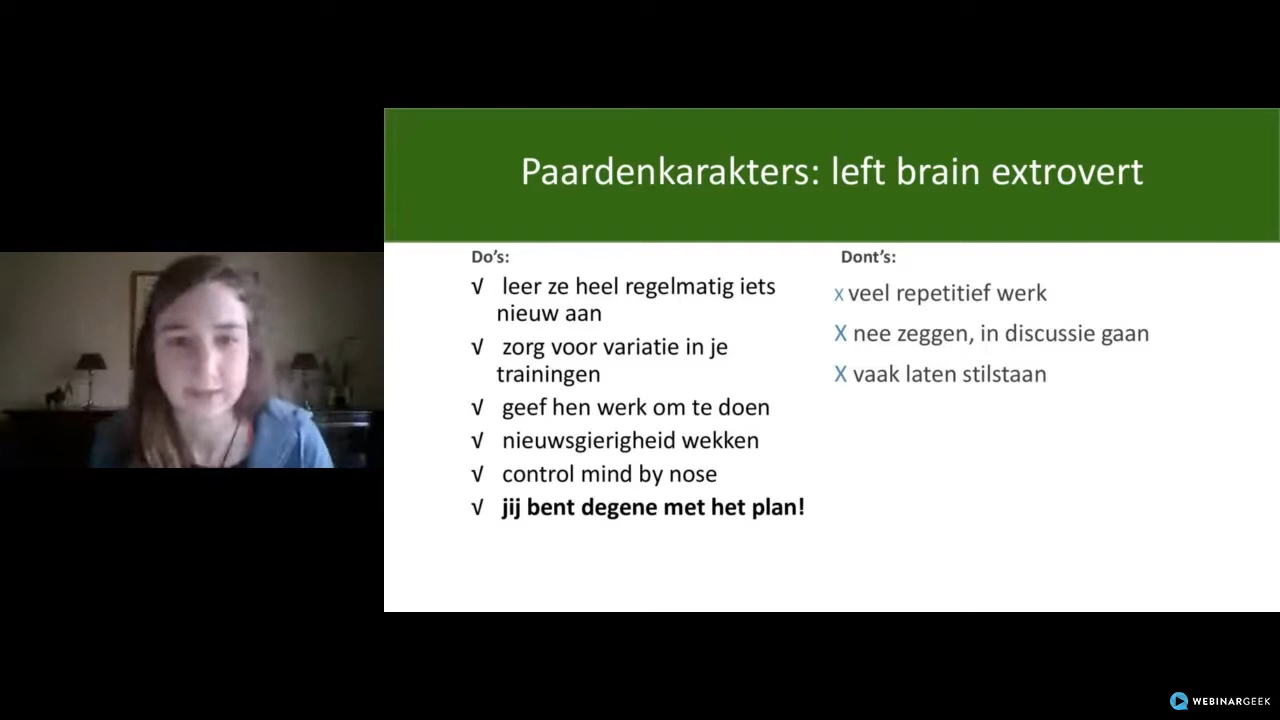 Paardenkarakters: left brain extrovert
Do's:
√ leer ze heel regelmatig iets
nieuw aan
√ zorg voor variatie in je
trainingen
√ geef hen werk om te doen
√ nieuwsgierigheid wekken
√ control mind by nose
√ jij bent degene met het plan!
Dont's:
x veel repetitief werk
X nee zeggen, in discussie gaan
X vaak laten stilstaan
WEBINARGEEK